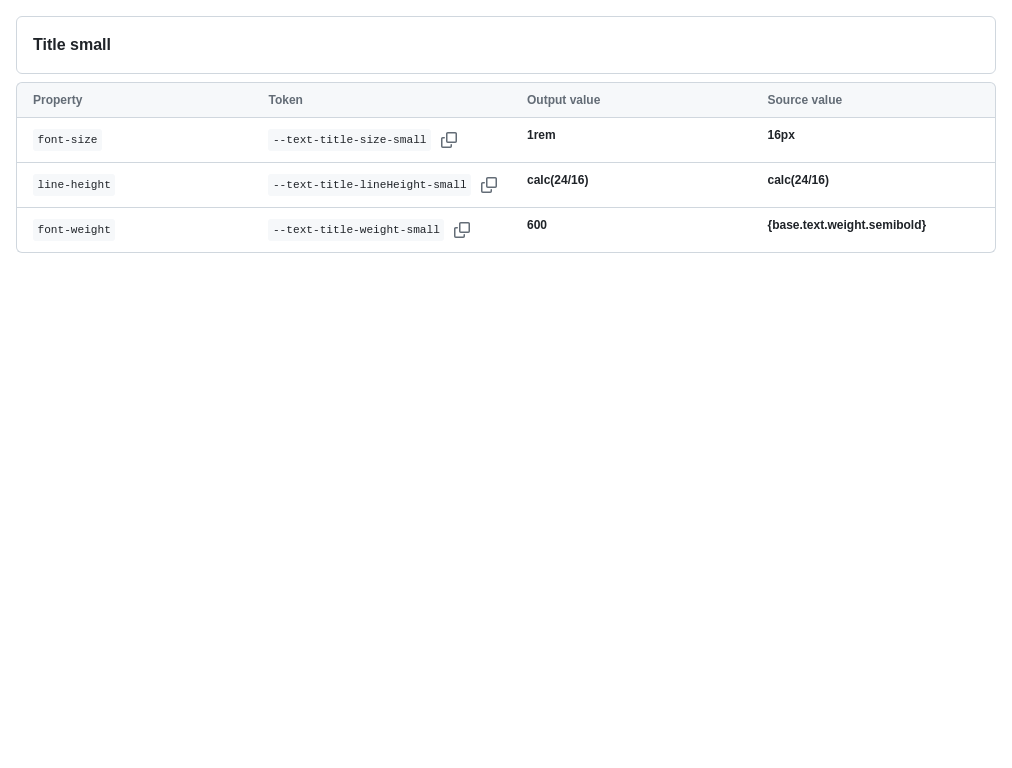 Title small
Property Token Output value Source value
font-size --text-title-size-small 1rem 16px
line-height --text-title-lineHeight-small calc(24/16) calc(24/16)
font-weight --text-title-weight-small 600 {base.text.weight.semibold}